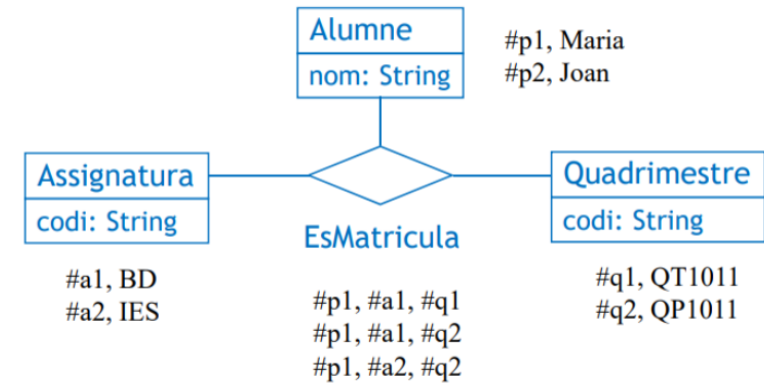 Alumne
nom: String
#p1, Maria
#p2, Joan
Assignatura
codi: String
#a1, BD
#a2, IES
EsMatricula
#p1, #a1, #q1
#p1, #a1, #q2
#p1, #a2, #q2
Quadrimestre
codi: String
#q1, QT1011
#q2, QP1011